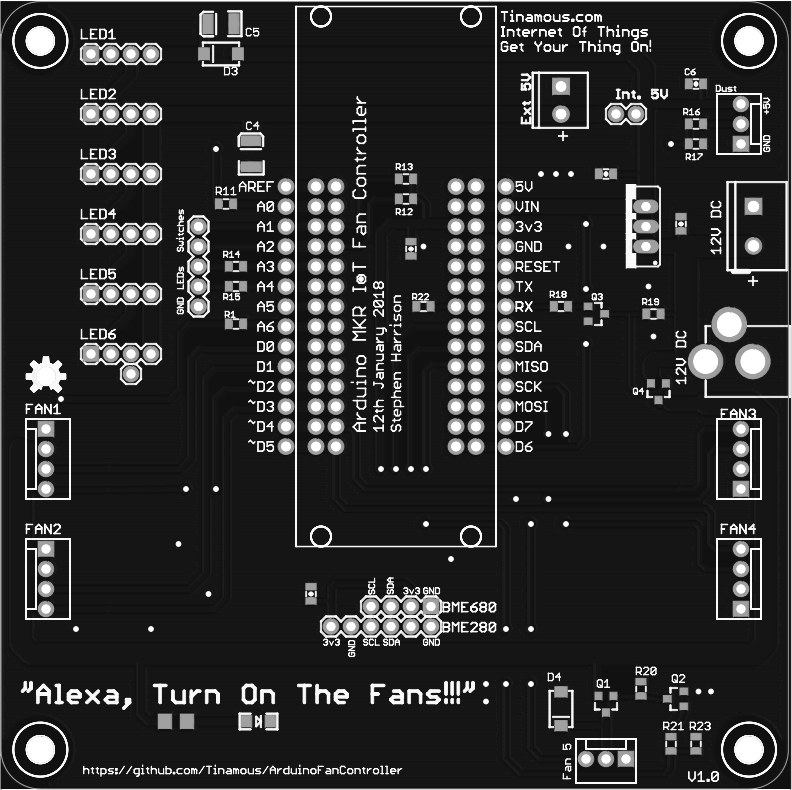 Tinamous.com
Internet Of Things
Get Your Thing On!
LED1
C5
D3
LED2
C6
Dust
Ext 5V
Int. 5V
+5V
R16
GND
R17
+
C4
LED3
R13
R12
R11
Arduino MKR IoT Fan Controller
12th January 2018
Stephen Harrison
AREF
A0
A1
A2
A3
A4
A5
A6
D0
D1
~D2
~D3
~D4
~D5
5V
VIN
3v3
GND
RESET
TX
RX
SCL
SDA
MISO
SCK
MOSI
D7
D6
LED4
Switches
GND LEDs
R14
R15
R1
R22
R18
Q3
R19
Q4
12V DC
+
12V DC
LED5
LED6
FAN1
FAN3
FAN2
FAN4
SCL SDA 3v3 GND
BME680
BME280
3v3 GND SCL SDA GND
"Alexa, Turn On The Fans!!!":
D4
Q1
R20
Q2
R21 R23
Fan 5
V1.0
https://github.com/Tinamous/ArduinoFanController